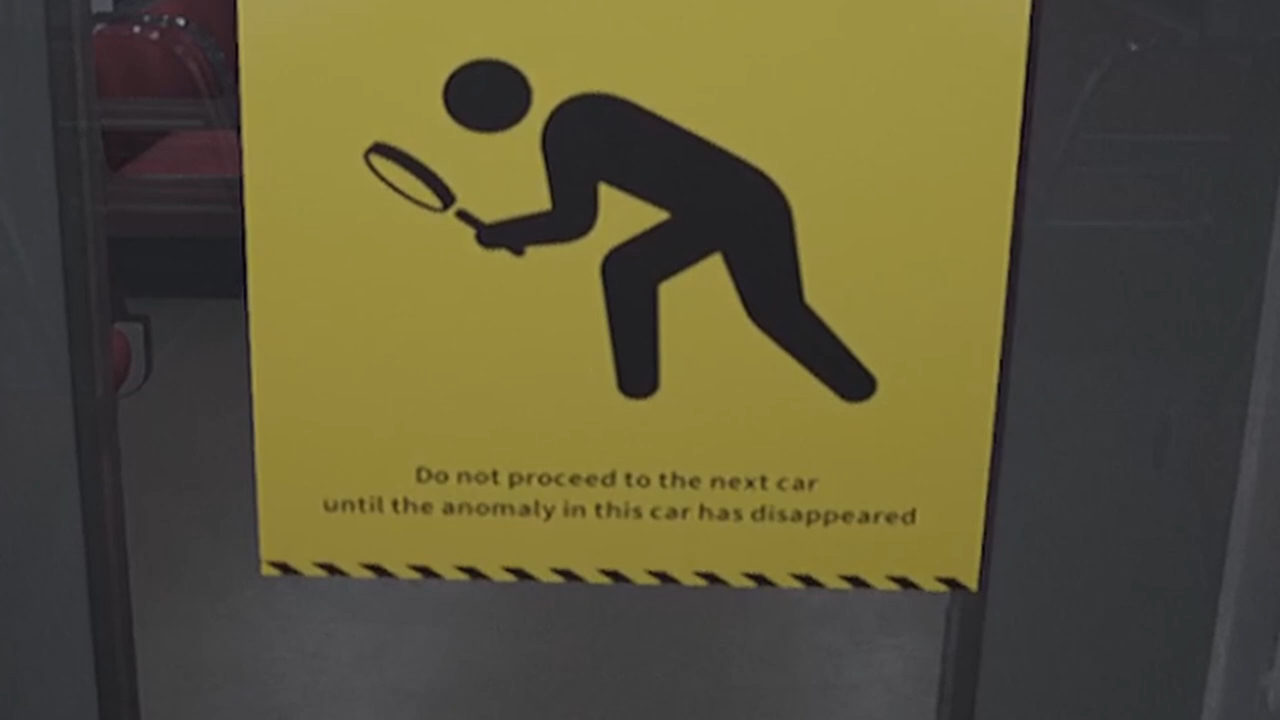 Do not proceed to the next car
until the anomaly in this car has disappeared